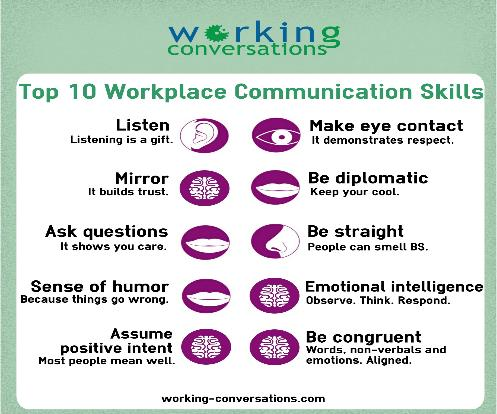 working
conversations
Top 10 Workplace Communication Skills
Listen
Listening is a gift.
Make eye contact
It demonstrates respect.
Mirror
It builds trust.
Be diplomatic
Keep your cool.
Ask questions
It shows you care.
Be straight
People can smell BS.
Sense of humor
Because things go wrong.
Emotional intelligence
Observe. Think. Respond.
Assume
positive intent
Most people mean well.
Be congruent
Words, non-verbals and
emotions. Aligned.
working-conversations.com